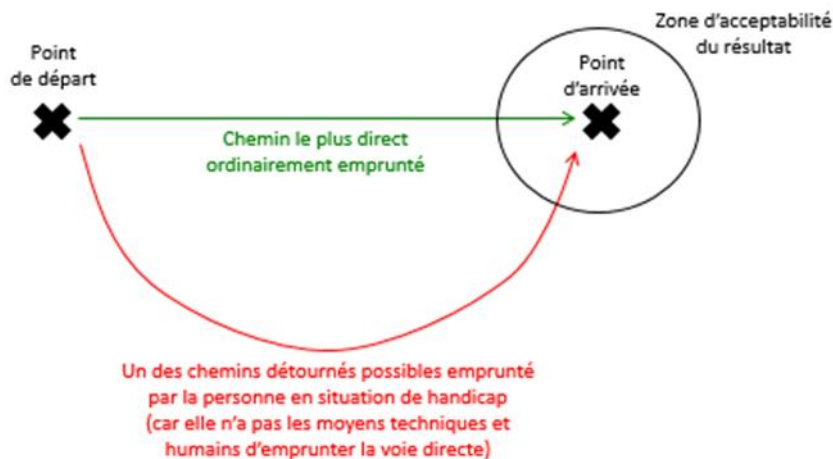 Point
de départ
Zone d'acceptabilité
du résultat
Point
d'arrivée
Chemin le plus direct
ordinairement emprunté
Un des chemins détournés possibles emprunté
par la personne en situation de handicap
(car elle n'a pas les moyens techniques et
humains d'emprunter la voie directe)